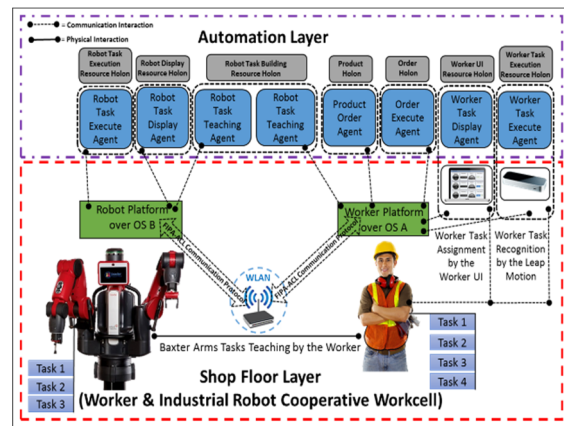 = Communication Interaction
= Physical Interaction
Automation Layer
Robot Task
Execution
Resource Holon
Robot Display
Resource Holon
Robot Task Building
Resource Holon
Product
Holon
Order
Holon
Worker UI
Resource Holon
Worker Task
Execution
Resource Holon
Robot
Task
Execute
Agent
Robot
Task
Display
Agent
Robot
Task
Teaching
Agent
Robot
Task
Teaching
Agent
Product
Order
Agent
Order
Execute
Agent
Worker
Task
Display
Agent
Worker
Task
Execute
Agent
Robot Platform
over OS B
Worker Platform
over OS A
FIPA-ACL Communication Protocol
FIPA-ACL Communication Protocol
WLAN
Worker Task
Assignment
by the
Worker UI
Worker Task
Recognition
by the Leap
Motion
Baxter Arms Tasks Teaching by the Worker
Task 1
Task 2
Task 3
Task 1
Task 2
Task 3
Task 4
Shop Floor Layer
(Worker & Industrial Robot Cooperative Workcell)